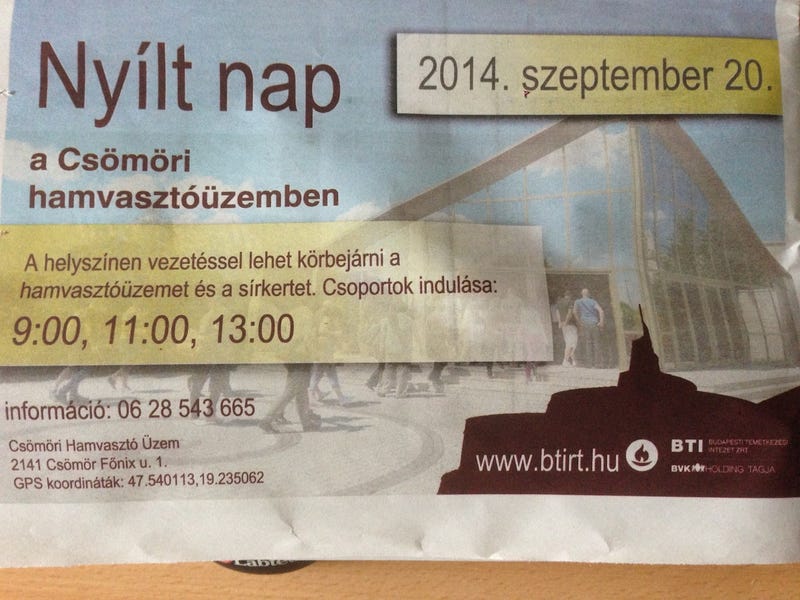 Nyílt nap
2014. szeptember 20.
a Csömöri
hamvasztóüzemben
A helyszínen vezetéssel lehet körbejárni a
hamvasztóüzemet és a sírkertet. Csoportok indulása:
9:00, 11:00, 13:00
információ: 06 28 543 665
Csömöri Hamvasztó Üzem
2141 Csömör Főnix u. 1.
GPS koordináták: 47.540113,19.235062
www.btirt.hu
BTI
BUDAPESTI TEMETKEZÉSI
INTÉZET ZRT
BVK HOLDING TAGJA
Labtec